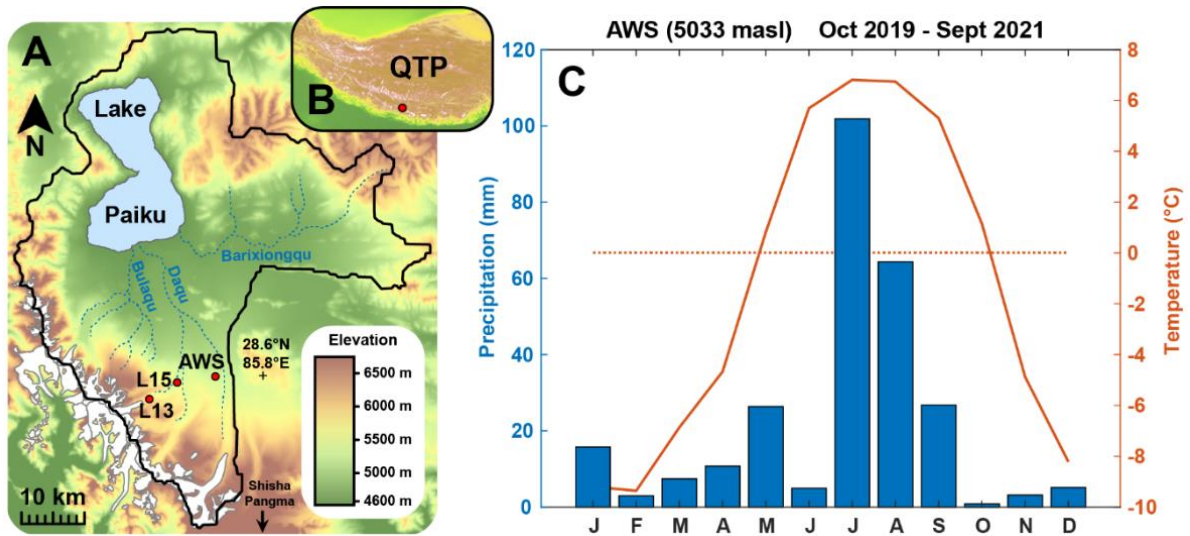 A
N
Lake
Paiku
Bulaqu
Daqu
Barixiongqu
28.6°N
85.8°E
+
AWS
L15
L13
Elevation
6500 m
6000 m
5500 m
5000 m
4600 m
10 km
Shisha
Pangma
QTP
B
AWS (5033 masl) Oct 2019 - Sept 2021
C
Precipitation (mm)
120
100
80
60
40
20
0
J F M A M J J A S O N D
8
6
4
2
0
-2
-4
-6
-8
-10
Temperature (°C)